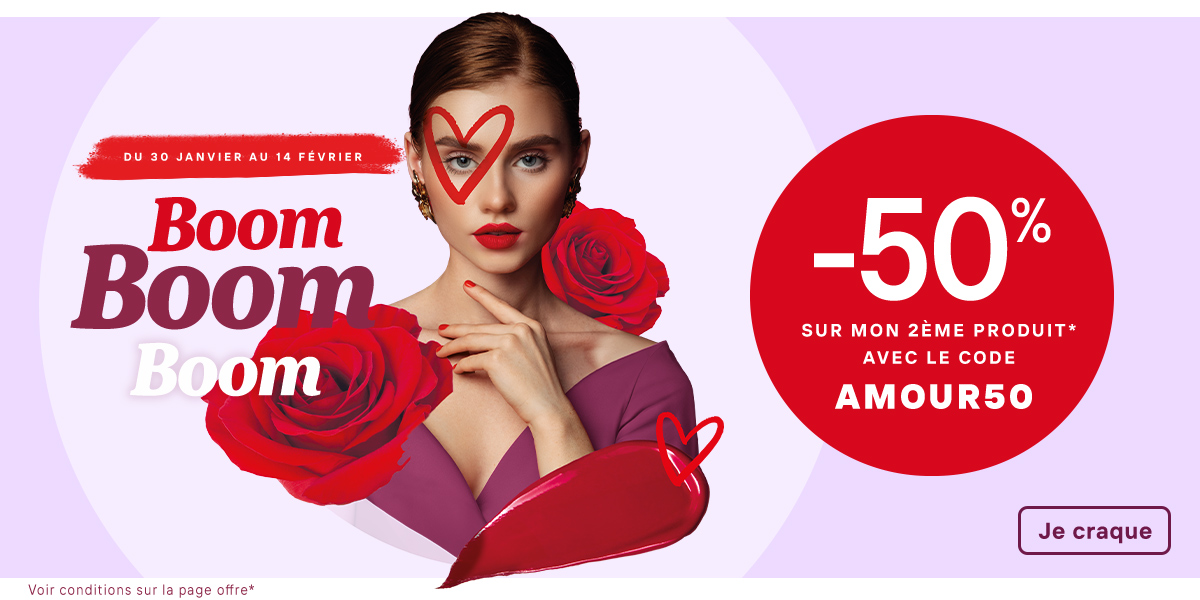 DU 30 JANVIER AU 14 FÉVRIER
Boom
Boom
Boom
-50%
SUR MON 2ÈME PRODUIT*
AVEC LE CODE
AMOUR50
Je craque
Voir conditions sur la page offre*